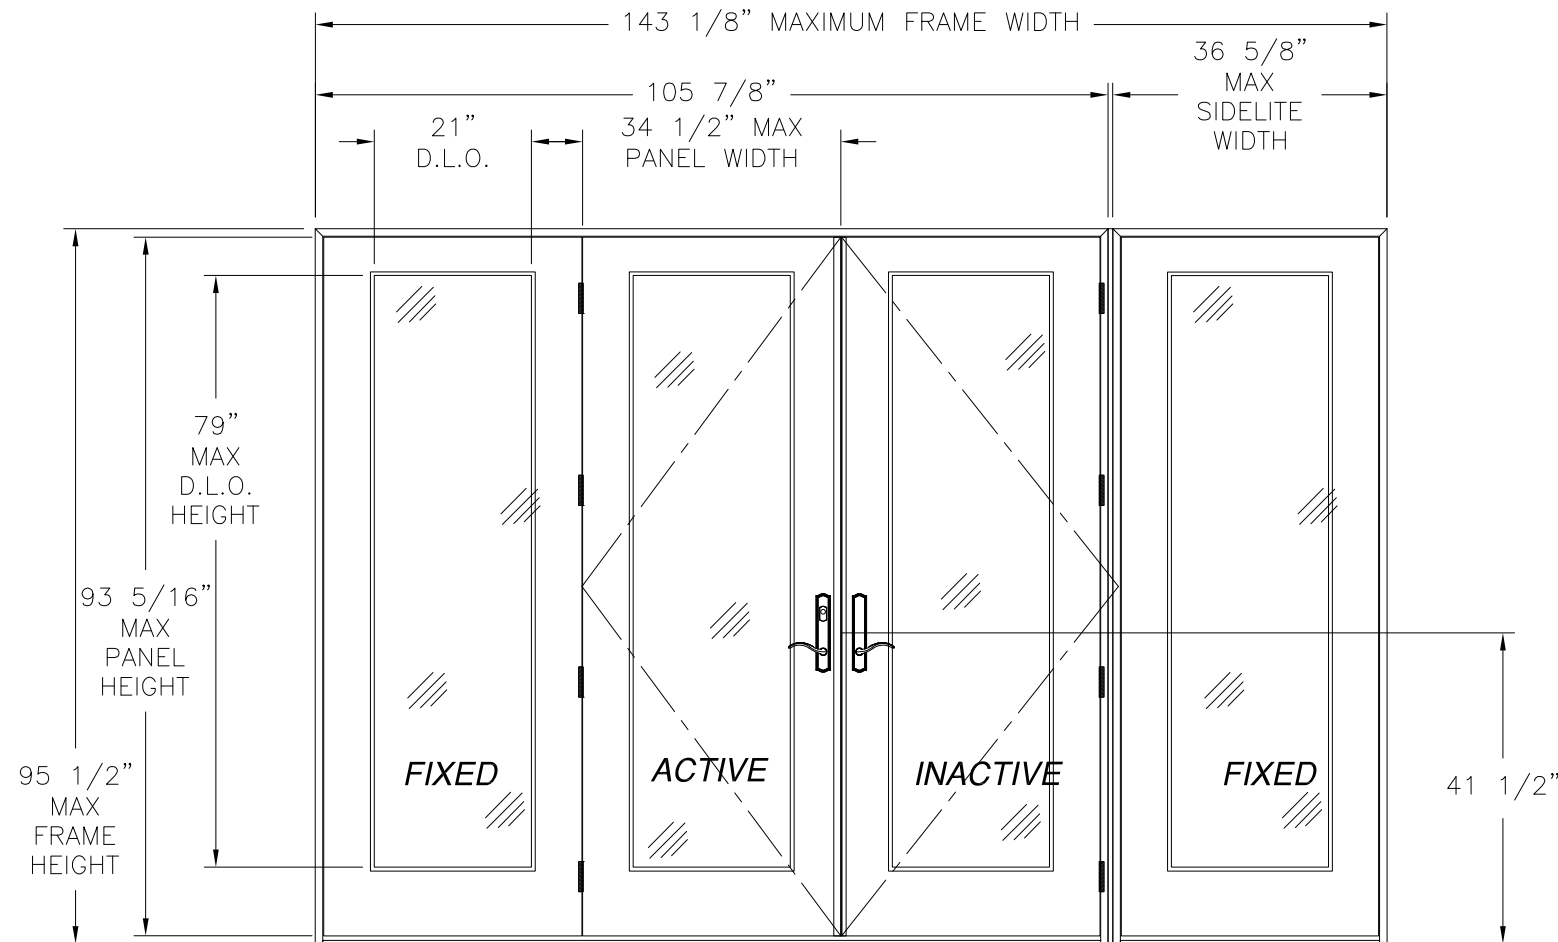 143 1/8” MAXIMUM FRAME WIDTH
36 5/8”
MAX
SIDELITE
WIDTH
105 7/8”
21”
D.L.O.
34 1/2” MAX
PANEL WIDTH
79”
MAX
D.L.O.
HEIGHT
93 5/16”
MAX
PANEL
HEIGHT
95 1/2”
MAX
FRAME
HEIGHT
FIXED
ACTIVE
INACTIVE
FIXED
41 1/2”